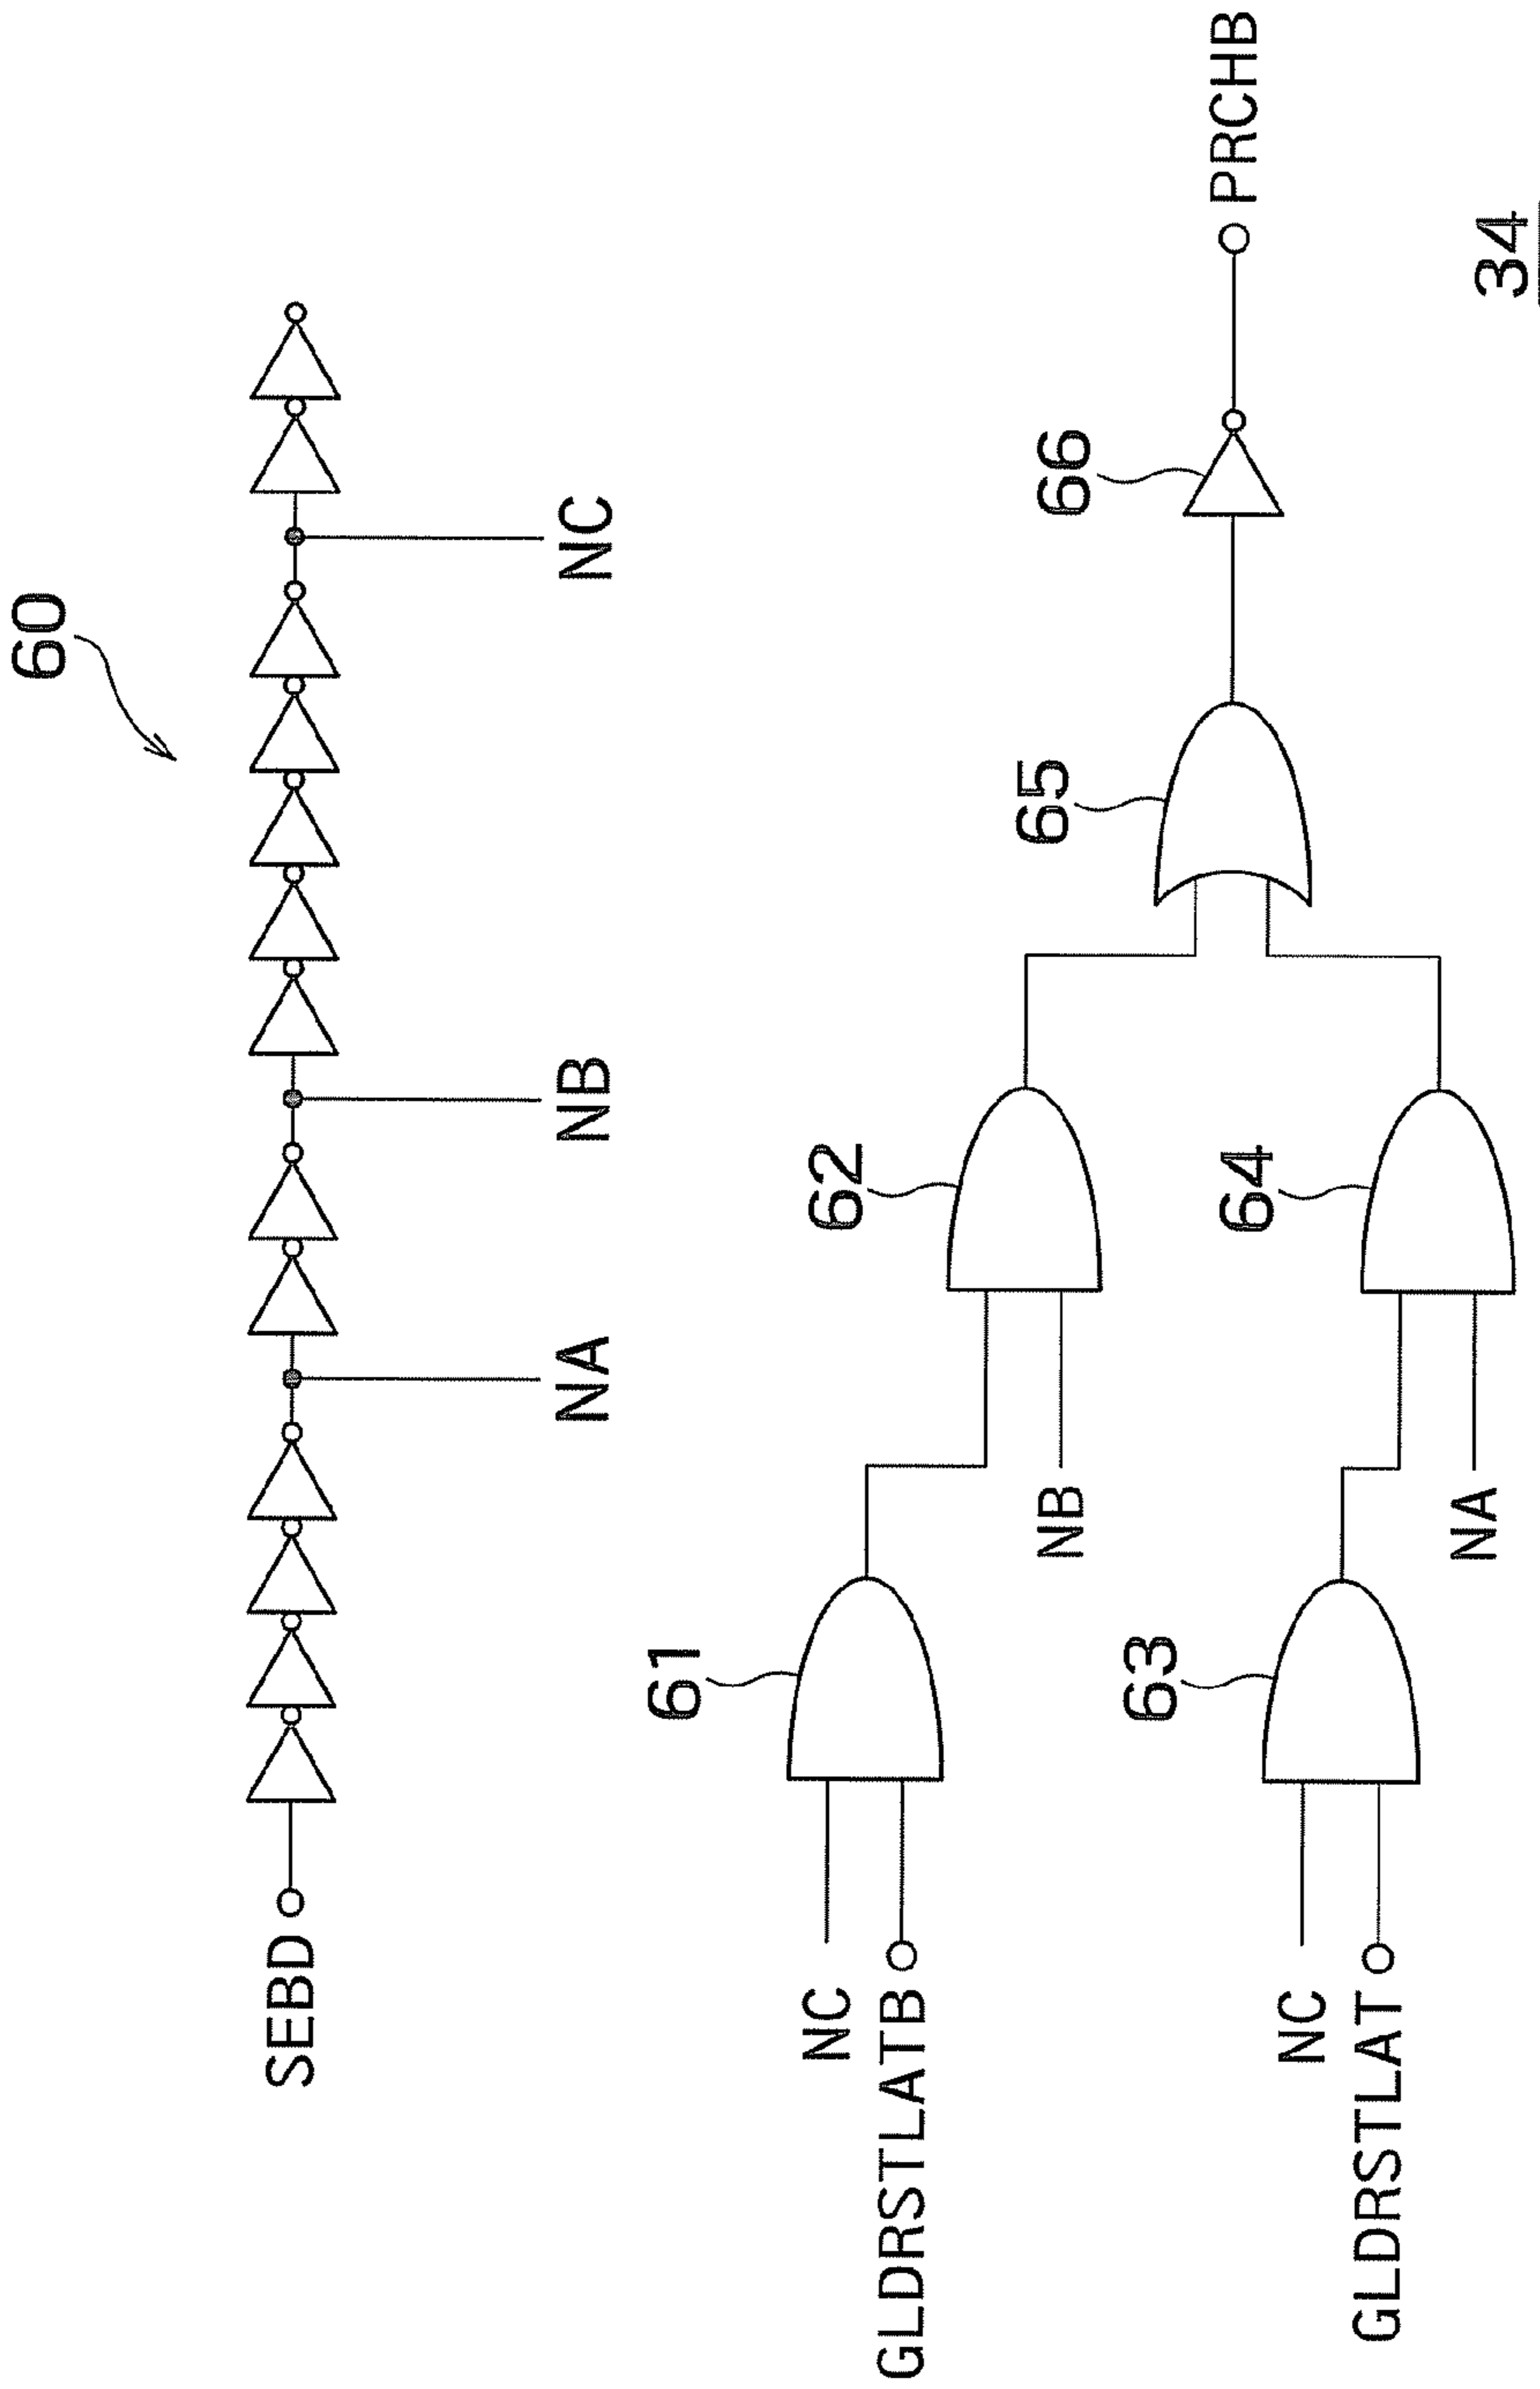 60
SEBD
NA
NB
NC
61
NC
GLDRSTLATB
62
NB
63
NC
GLDRSTLAT
64
NA
65
66
PRCHB
34